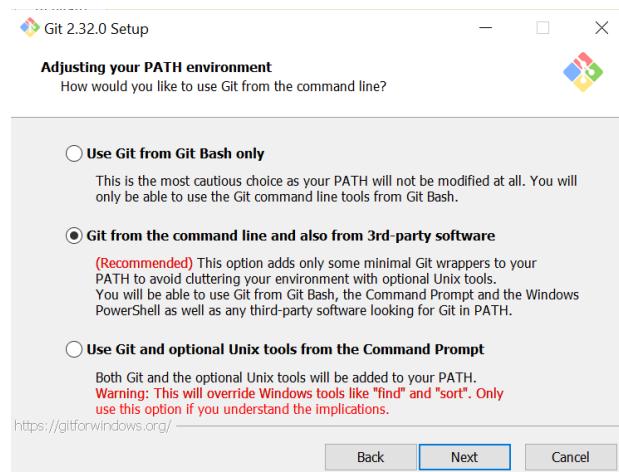 Git 2.32.0 Setup
Adjusting your PATH environment
How would you like to use Git from the command line?
Use Git from Git Bash only
This is the most cautious choice as your PATH will not be modified at all. You will
only be able to use the Git command line tools from Git Bash.
Git from the command line and also from 3rd-party software
(Recommended) This option adds only some minimal Git wrappers to your
PATH to avoid cluttering your environment with optional Unix tools.
You will be able to use Git from Git Bash, the Command Prompt and the Windows
PowerShell as well as any third-party software looking for Git in PATH.
Use Git and optional Unix tools from the Command Prompt
Both Git and the optional Unix tools will be added to your PATH.
Warning: This will override Windows tools like "find" and "sort". Only
use this option if you understand the implications.
https://gitforwindows.org/
Back Next Cancel